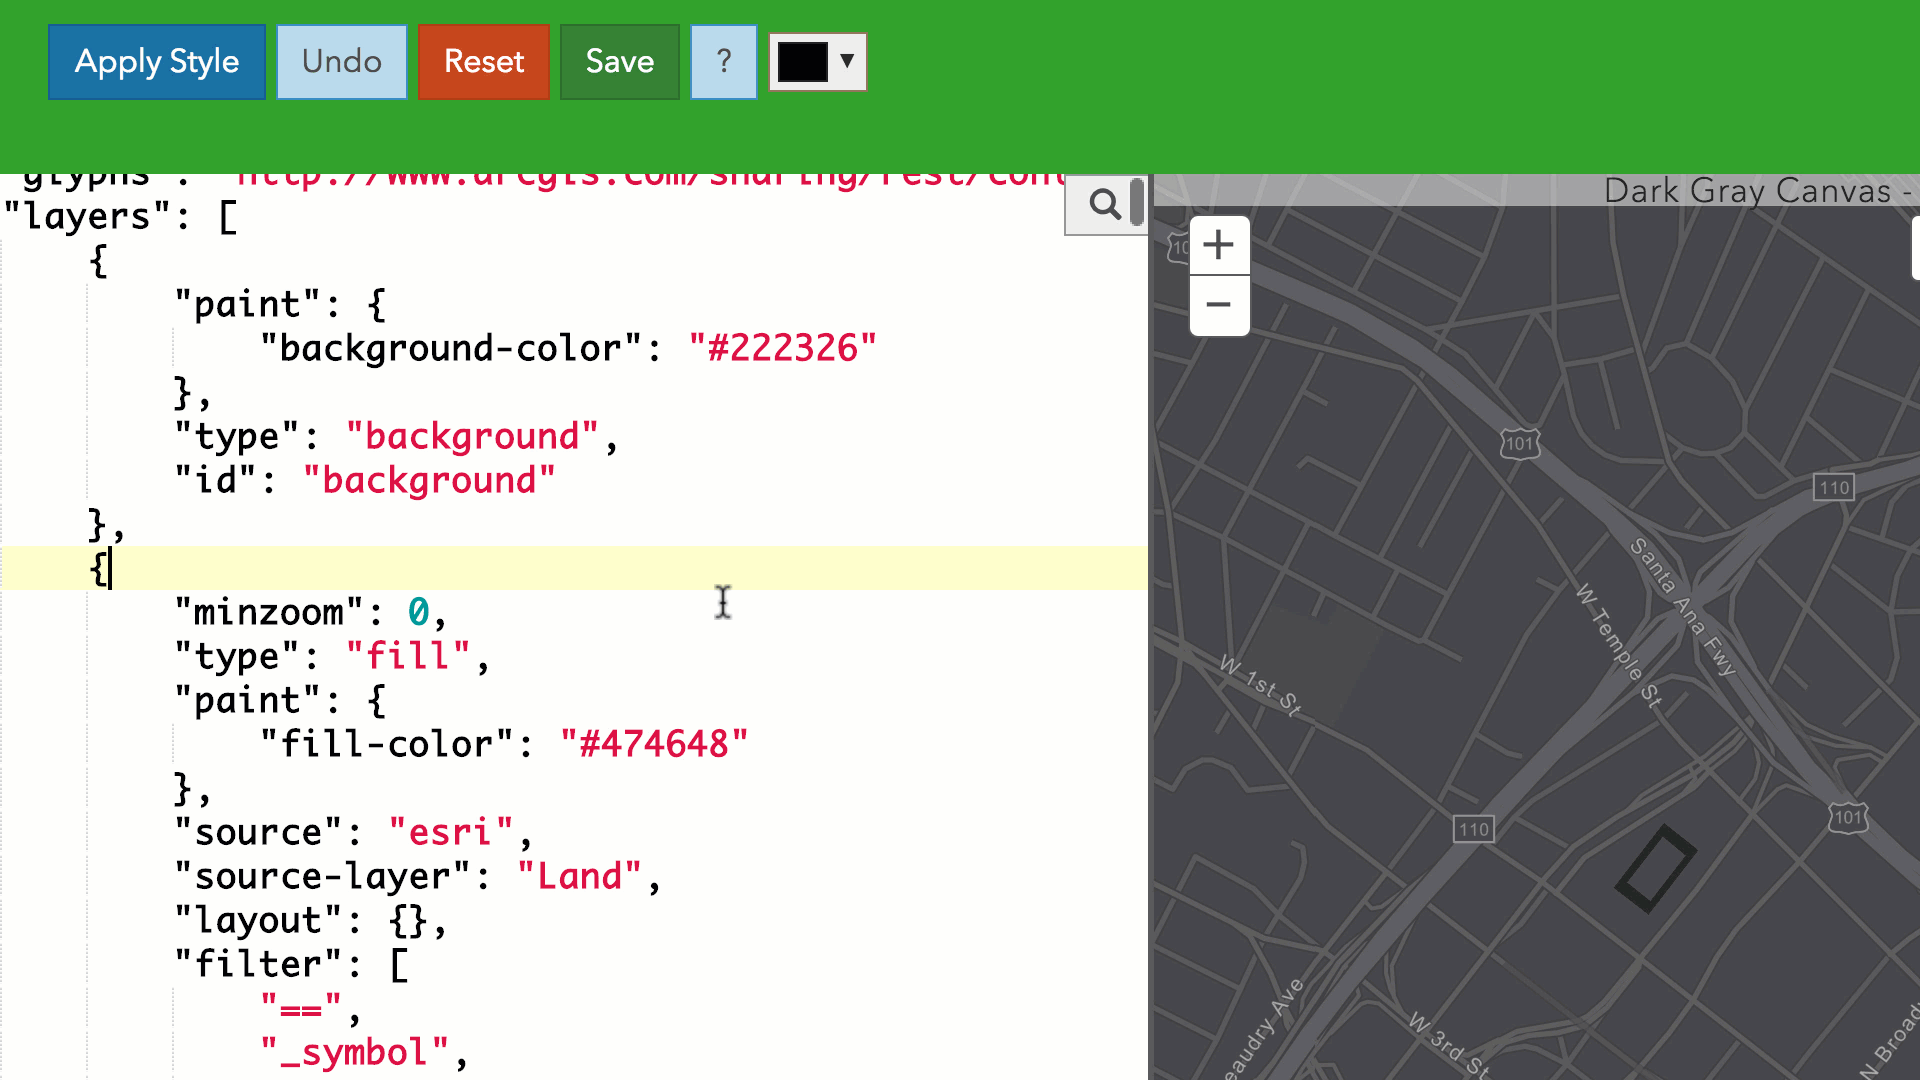 Apply Style
Undo
Reset
Save
?
"glyphs": "http://www.arcgis.com/sharing/rest/cont
"layers": [
{
"paint": {
"background-color": "#222326"
},
"type": "background",
"id": "background"
},
{
"minzoom": 0,
"type": "fill",
"paint": {
"fill-color": "#474648"
},
"source": "esri",
"source-layer": "Land",
"layout": {},
"filter": [
"==",
"_symbol",
Dark Gray Canvas -
+
−
10
101
110
Santa Ana Fwy
W Temple St
W 1st St
110
101
eaudry Ave
W 3rd St
N Broad